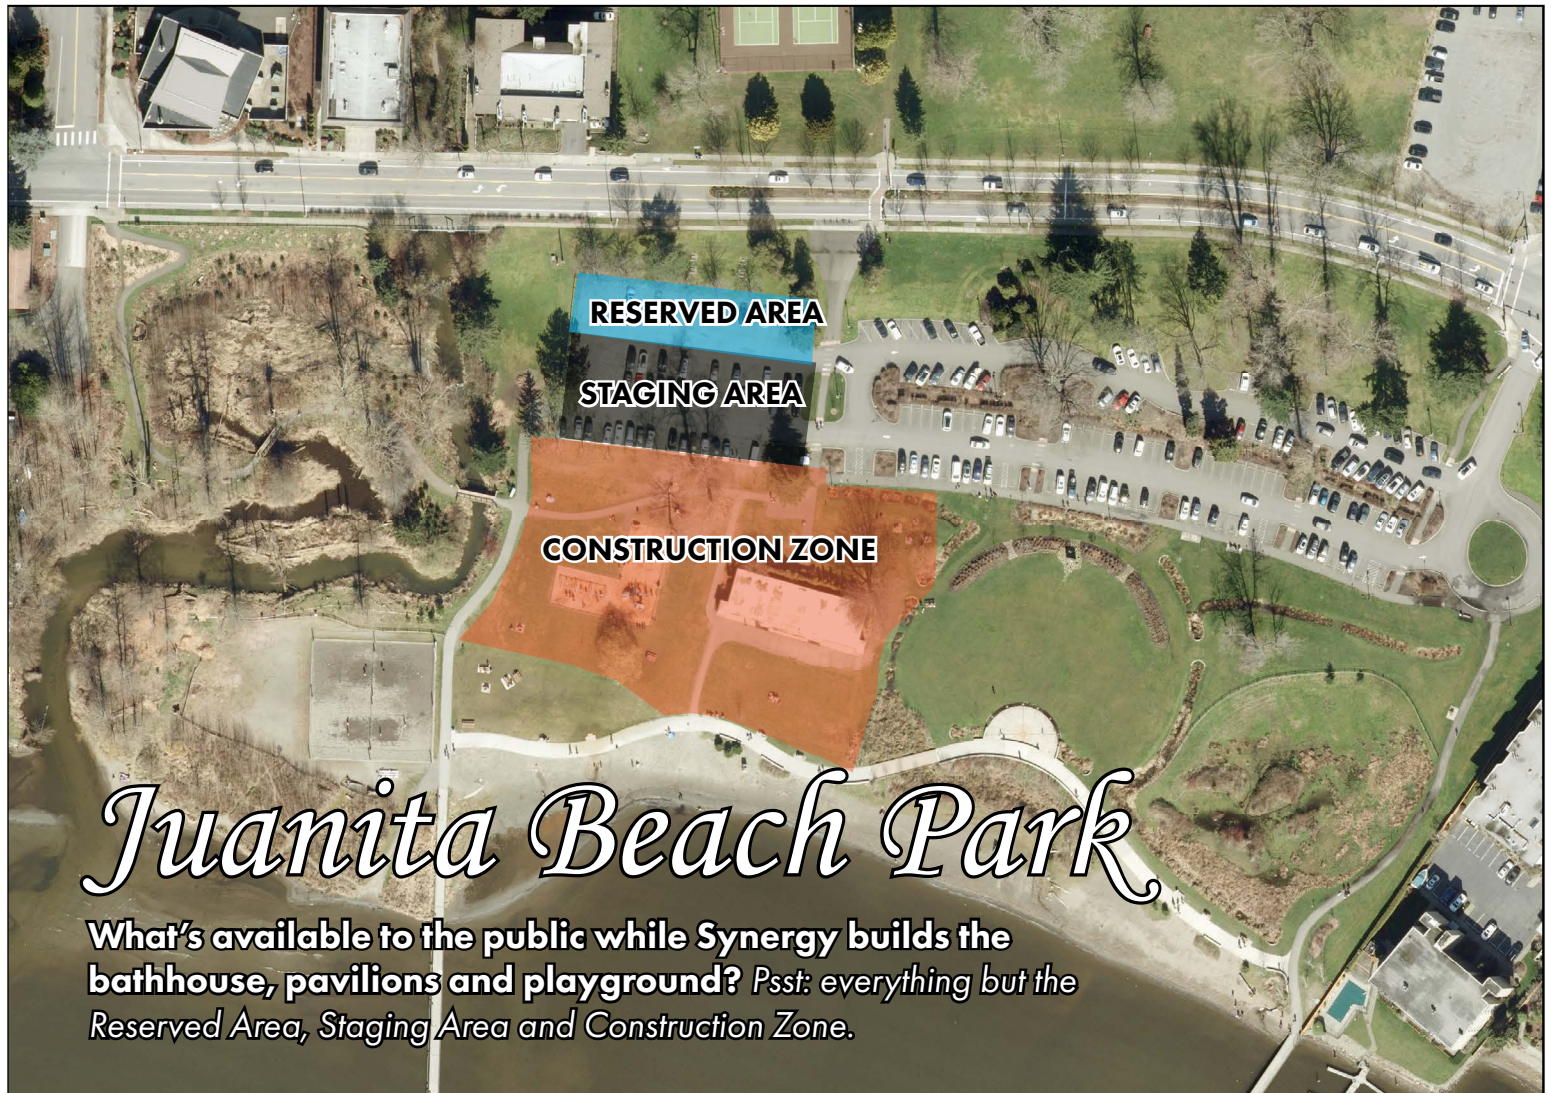 RESERVED AREA
STAGING AREA
CONSTRUCTION ZONE
Juanita Beach Park
What's available to the public while Synergy builds the
bathhouse, pavilions and playground? Psst: everything but the
Reserved Area, Staging Area and Construction Zone.